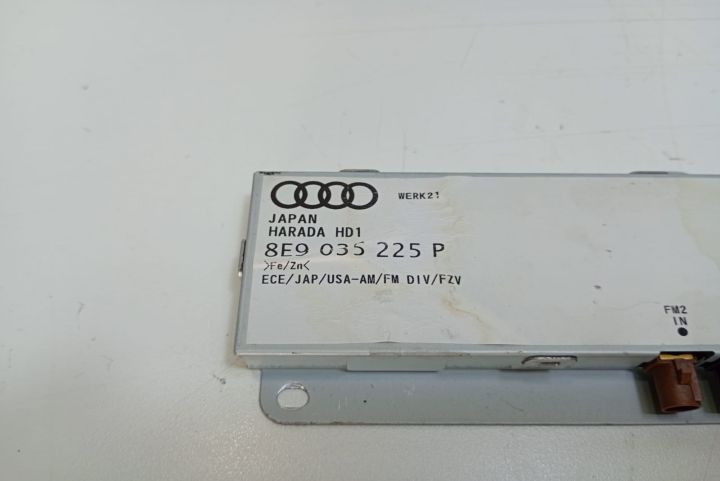 WERK21
JAPAN
HARADA HD1
8E9 035 225 P
>Fe/Zn<
ECE/JAP/USA-AM/FM DIV/FZV
FM2
IN